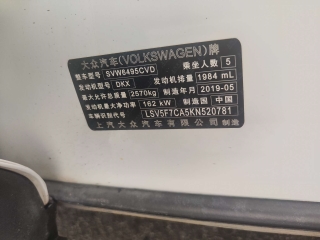 大众汽车(VOLKSWAGEN)牌
整车型号 SVW6495CVD 乘坐人数 5
发动机型号 DKX 发动机排量 1984 mL
最大允许总质量 2570kg 制造年月 2019-05
发动机最大净功率 162 kW 制造国 中国
车辆识别代号 LSV5F7CA5KN520781
上汽大众汽车有限公司 制造